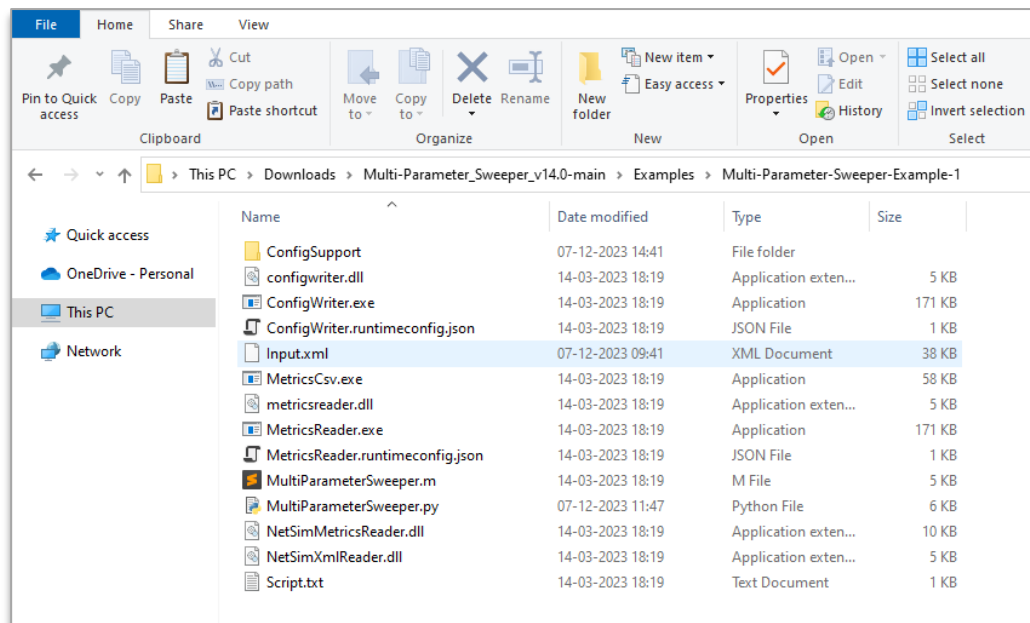 File Home Share View
Pin to Quick access
Copy
Paste
Cut
Copy path
Paste shortcut
Clipboard
Move to
Copy to
Delete
Rename
Organize
New folder
New item
Easy access
New
Properties
Open
Edit
History
Open
Select all
Select none
Invert selection
Select
This PC > Downloads > Multi-Parameter_Sweeper_v14.0-main > Examples > Multi-Parameter-Sweeper-Example-1
Quick access
OneDrive - Personal
This PC
Network
Name Date modified Type Size
ConfigSupport 07-12-2023 14:41 File folder
configwriter.dll 14-03-2023 18:19 Application exten... 5 KB
ConfigWriter.exe 14-03-2023 18:19 Application 171 KB
ConfigWriter.runtimeconfig.json 14-03-2023 18:19 JSON File 1 KB
Input.xml 07-12-2023 09:41 XML Document 38 KB
MetricsCsv.exe 14-03-2023 18:19 Application 58 KB
metricsreader.dll 14-03-2023 18:19 Application exten... 5 KB
MetricsReader.exe 14-03-2023 18:19 Application 171 KB
MetricsReader.runtimeconfig.json 14-03-2023 18:19 JSON File 1 KB
MultiParameterSweeper.m 14-03-2023 18:19 M File 5 KB
MultiParameterSweeper.py 07-12-2023 11:47 Python File 6 KB
NetSimMetricsReader.dll 14-03-2023 18:19 Application exten... 10 KB
NetSimXmlReader.dll 14-03-2023 18:19 Application exten... 5 KB
Script.txt 14-03-2023 18:19 Text Document 1 KB